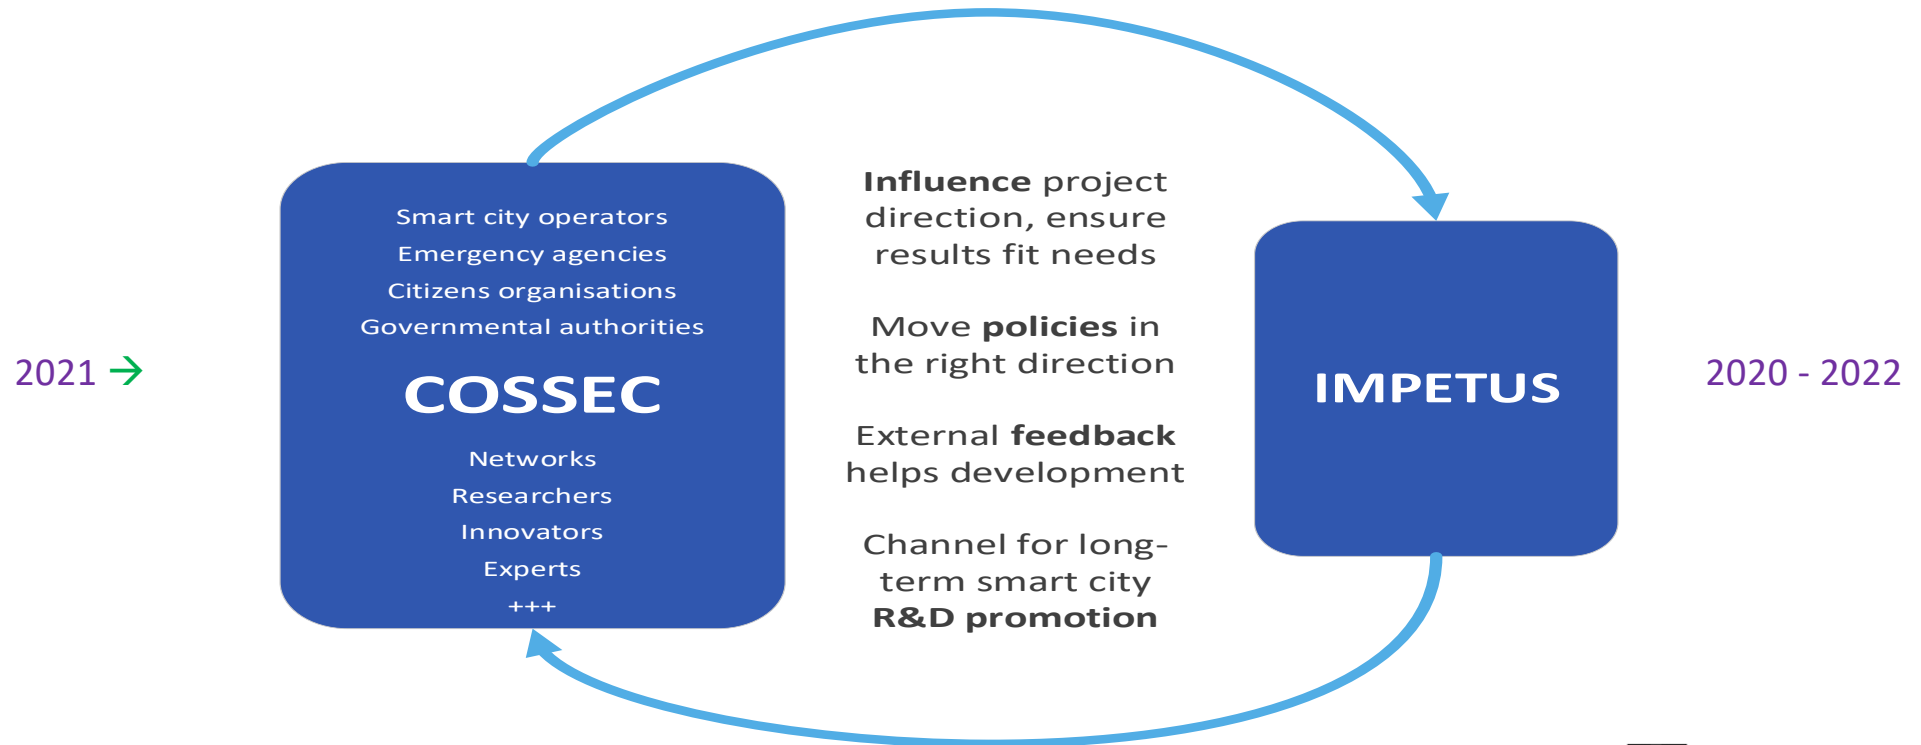 2021 →
Smart city operators
Emergency agencies
Citizens organisations
Governmental authorities
COSSEC
Networks
Researchers
Innovators
Experts
+++
Influence project
direction, ensure
results fit needs
Move policies in
the right direction
External feedback
helps development
Channel for long-
term smart city
R&D promotion
IMPETUS
2020 - 2022